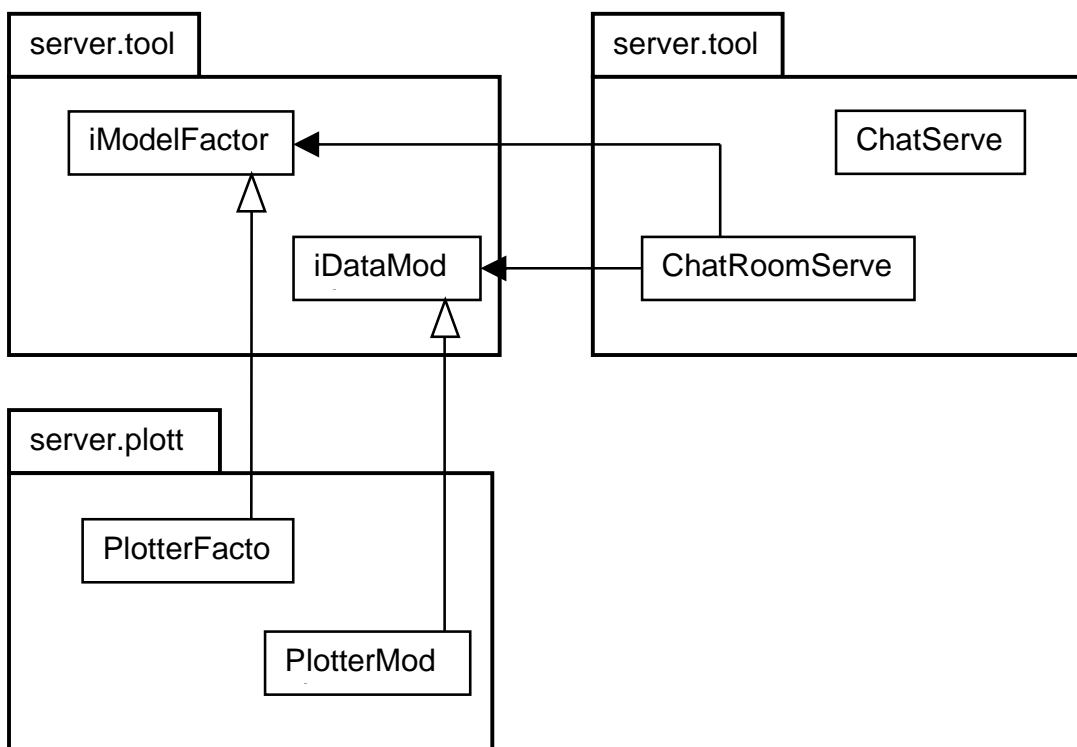 server.tool
server.tool
iModelFactor
ChatServe
iDataMod
ChatRoomServe
server.plott
PlotterFacto
PlotterMod